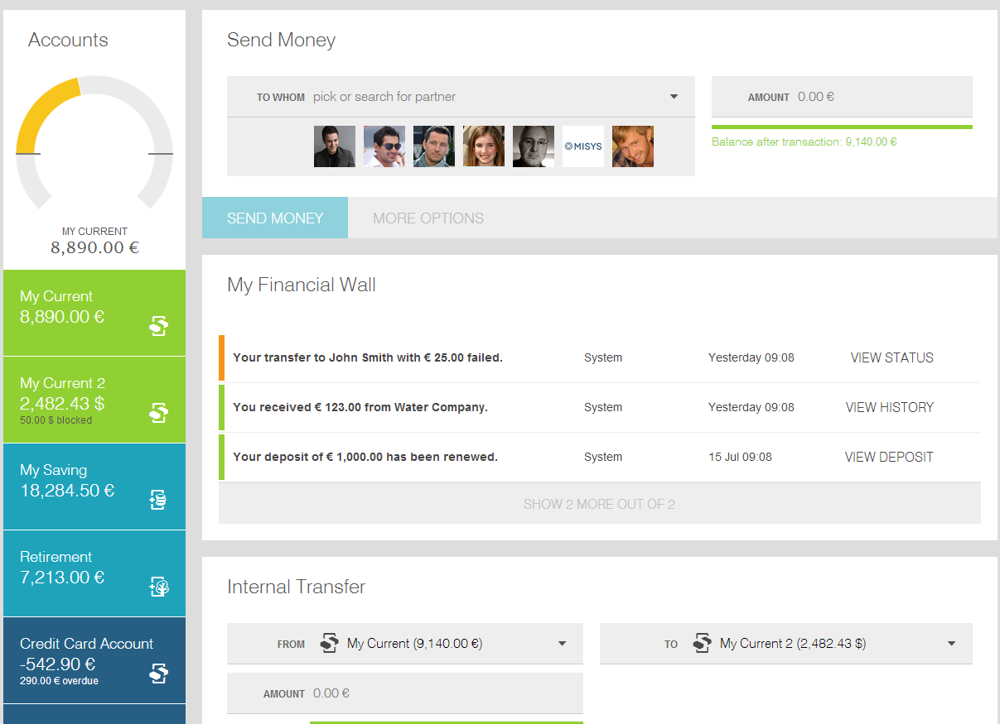 Accounts
MY CURRENT
8,890.00 €
My Current
8,890.00 €
My Current 2
2,482.43 $
50.00 $ blocked
My Saving
18,284.50 €
Retirement
7,213.00 €
Credit Card Account
-542.90 €
290.00 € overdue
Send Money
TO WHOM pick or search for partner
AMOUNT 0.00 €
MISYS
Balance after transaction: 9,140.00 €
SEND MONEY MORE OPTIONS
My Financial Wall
Your transfer to John Smith with € 25.00 failed. System Yesterday 09:08 VIEW STATUS
You received € 123.00 from Water Company. System Yesterday 09:08 VIEW HISTORY
Your deposit of € 1,000.00 has been renewed. System 15 Jul 09:08 VIEW DEPOSIT
SHOW 2 MORE OUT OF 2
Internal Transfer
FROM My Current (9,140.00 €) TO My Current 2 (2,482.43 $)
AMOUNT 0.00 €